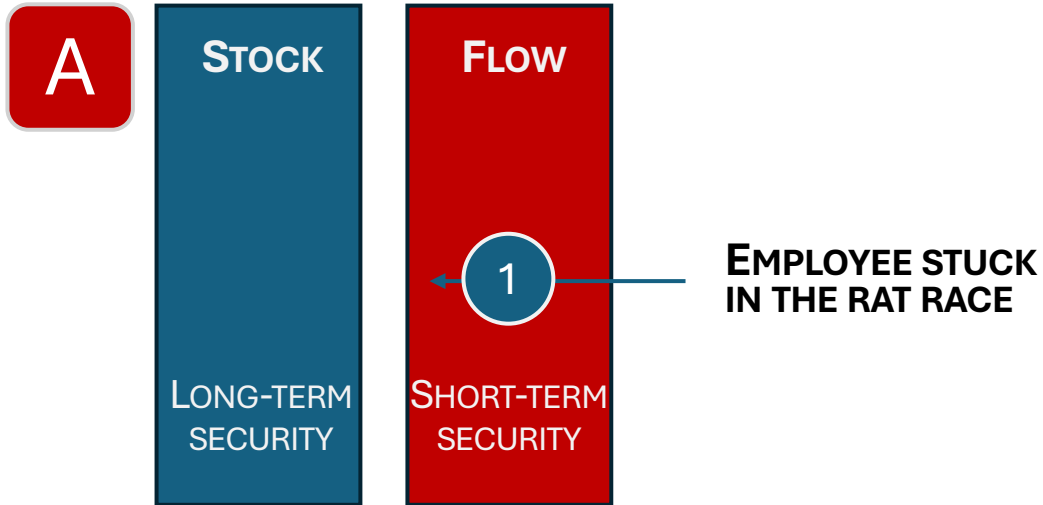 A
STOCK
FLOW
1
EMPLOYEE STUCK
IN THE RAT RACE
LONG-TERM
SECURITY
SHORT-TERM
SECURITY